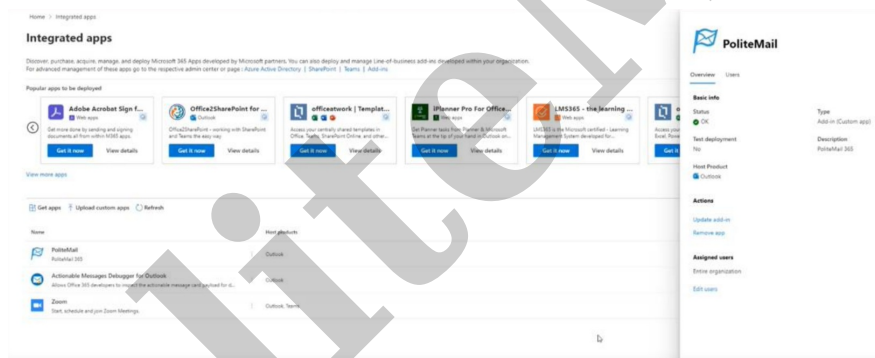 Home > Integrated apps
Integrated apps
Discover, purchase, acquire, manage, and deploy Microsoft 365 Apps developed by Microsoft partners. You can also deploy and manage Line-of-business add-ins developed within your organization.
For advanced management of these apps go to the respective admin center or page : Azure Active Directory | SharePoint | Teams | Add-ins
Popular apps to be deployed
Adobe Acrobat Sign f...
Web apps
Get more done by sending and signing
documents all from within M365 apps.
Get it now View details
Office2SharePoint for ...
Outlook
Office2SharePoint - working with SharePoint
and Teams the easy way
Get it now View details
officeatwork | Templat...
Access your centrally shared templates in
Office, Teams, SharePoint Online, and other...
Get it now View details
iPlanner Pro For Office...
Web apps
Get Planner tasks from Planner & Microsoft
Teams at the tip of your hand in Outlook on...
Get it now View details
LMS365 - the learning ...
Web apps
LMS365 is the Microsoft certified - Learning
Management System developed for...
Get it now View details
Access your
Excel, Powe
Get it
View more apps
Get apps Upload custom apps Refresh
Name Host products
PoliteMail
PoliteMail 365
Outlook
Actionable Messages Debugger for Outlook
Allows Office 365 developers to inspect the actionable message card payload for d...
Outlook
Zoom
Start, schedule and join Zoom Meetings.
Outlook, Teams
PoliteMail
Overview Users
Basic info
Status Type
OK Add-in (Custom app)
Test deployment Description
No PoliteMail 365
Host Product
Outlook
Actions
Update add-in
Remove app
Assigned users
Entire organization
Edit users